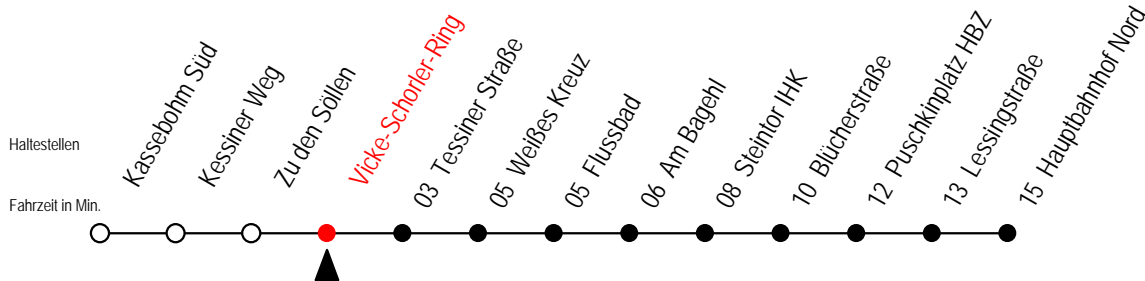 Haltestellen
Fahrzeit in Min.
Kassebohm Süd
Kessiner Weg
Zu den Söllen
Vicke-Schorler-Ring
03 Tessiner Straße
05 Weißes Kreuz
05 Flussbad
06 Am Bagehl
08 Steintor IHK
10 Blücherstraße
12 Puschkinplatz HBZ
13 Lessingstraße
15 Hauptbahnhof Nord